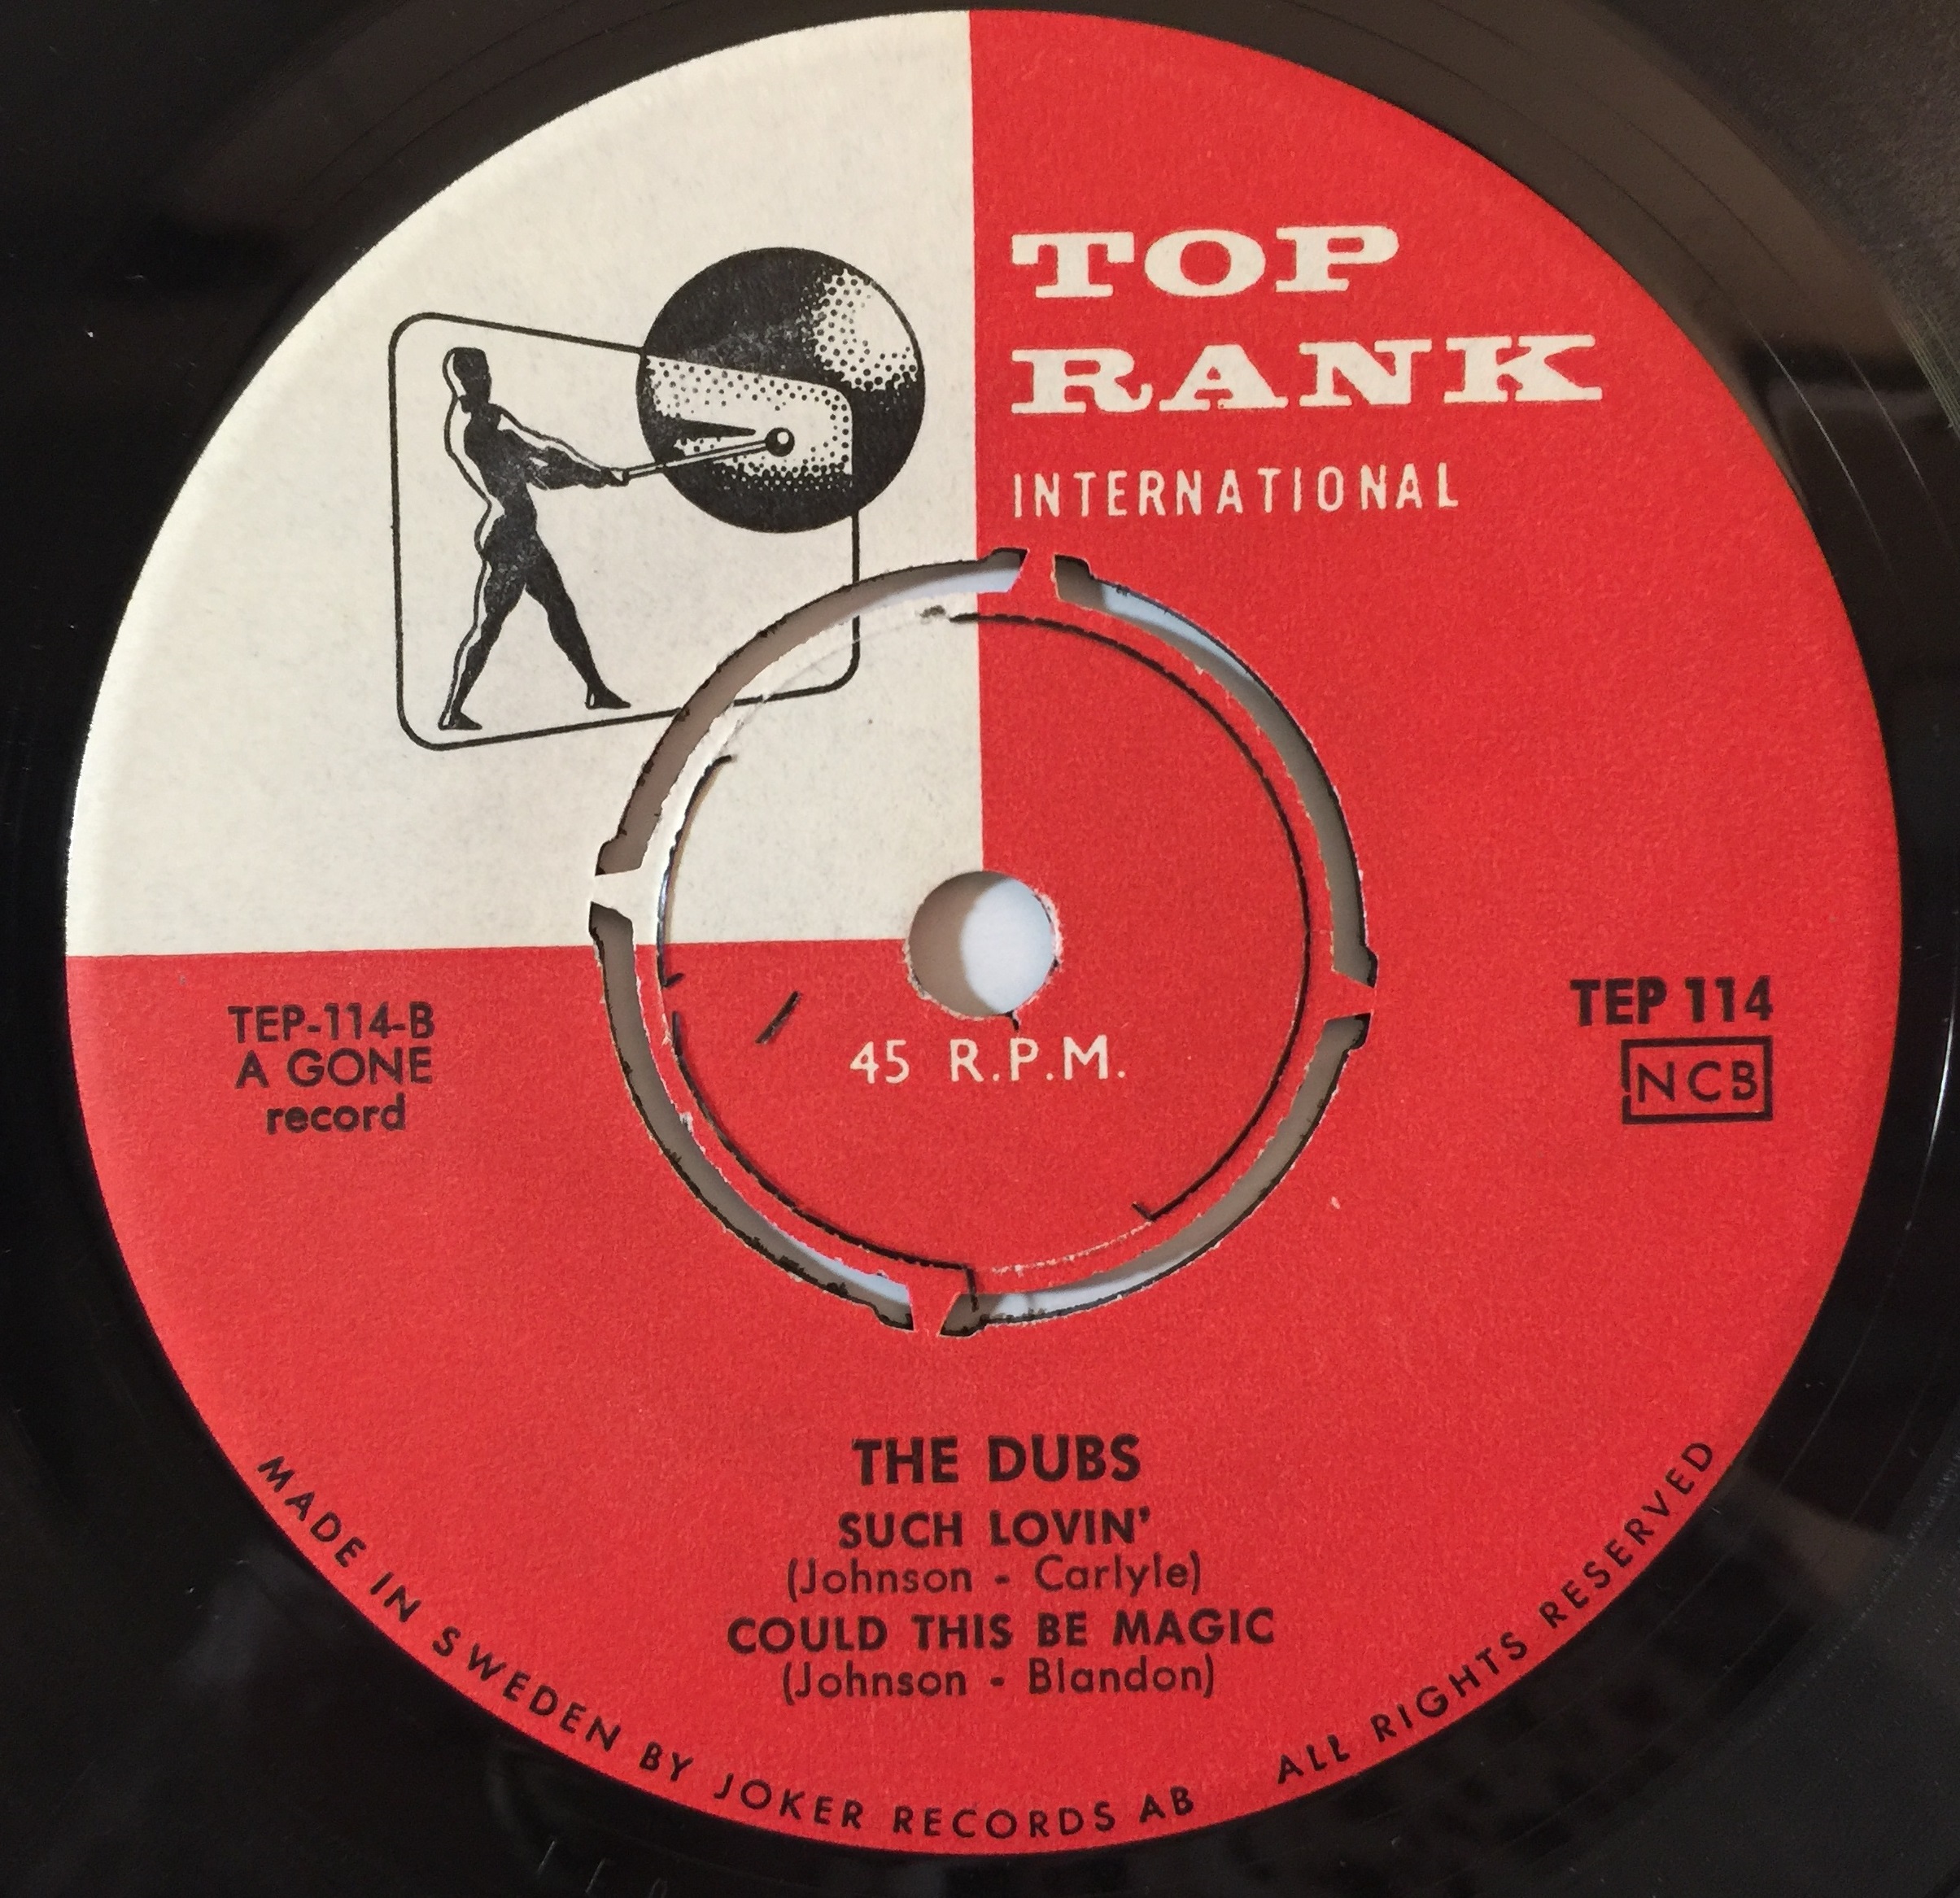 TOP
RANK
INTERNATIONAL
TEP-114-B
A GONE
record
45 R.P.M.
TEP 114
NCB
THE DUBS
SUCH LOVIN'
(Johnson - Carlyle)
COULD THIS BE MAGIC
(Johnson - Blandon)
MADE IN SWEDEN BY JOKER RECORDS AB ALL RIGHTS RESERVED